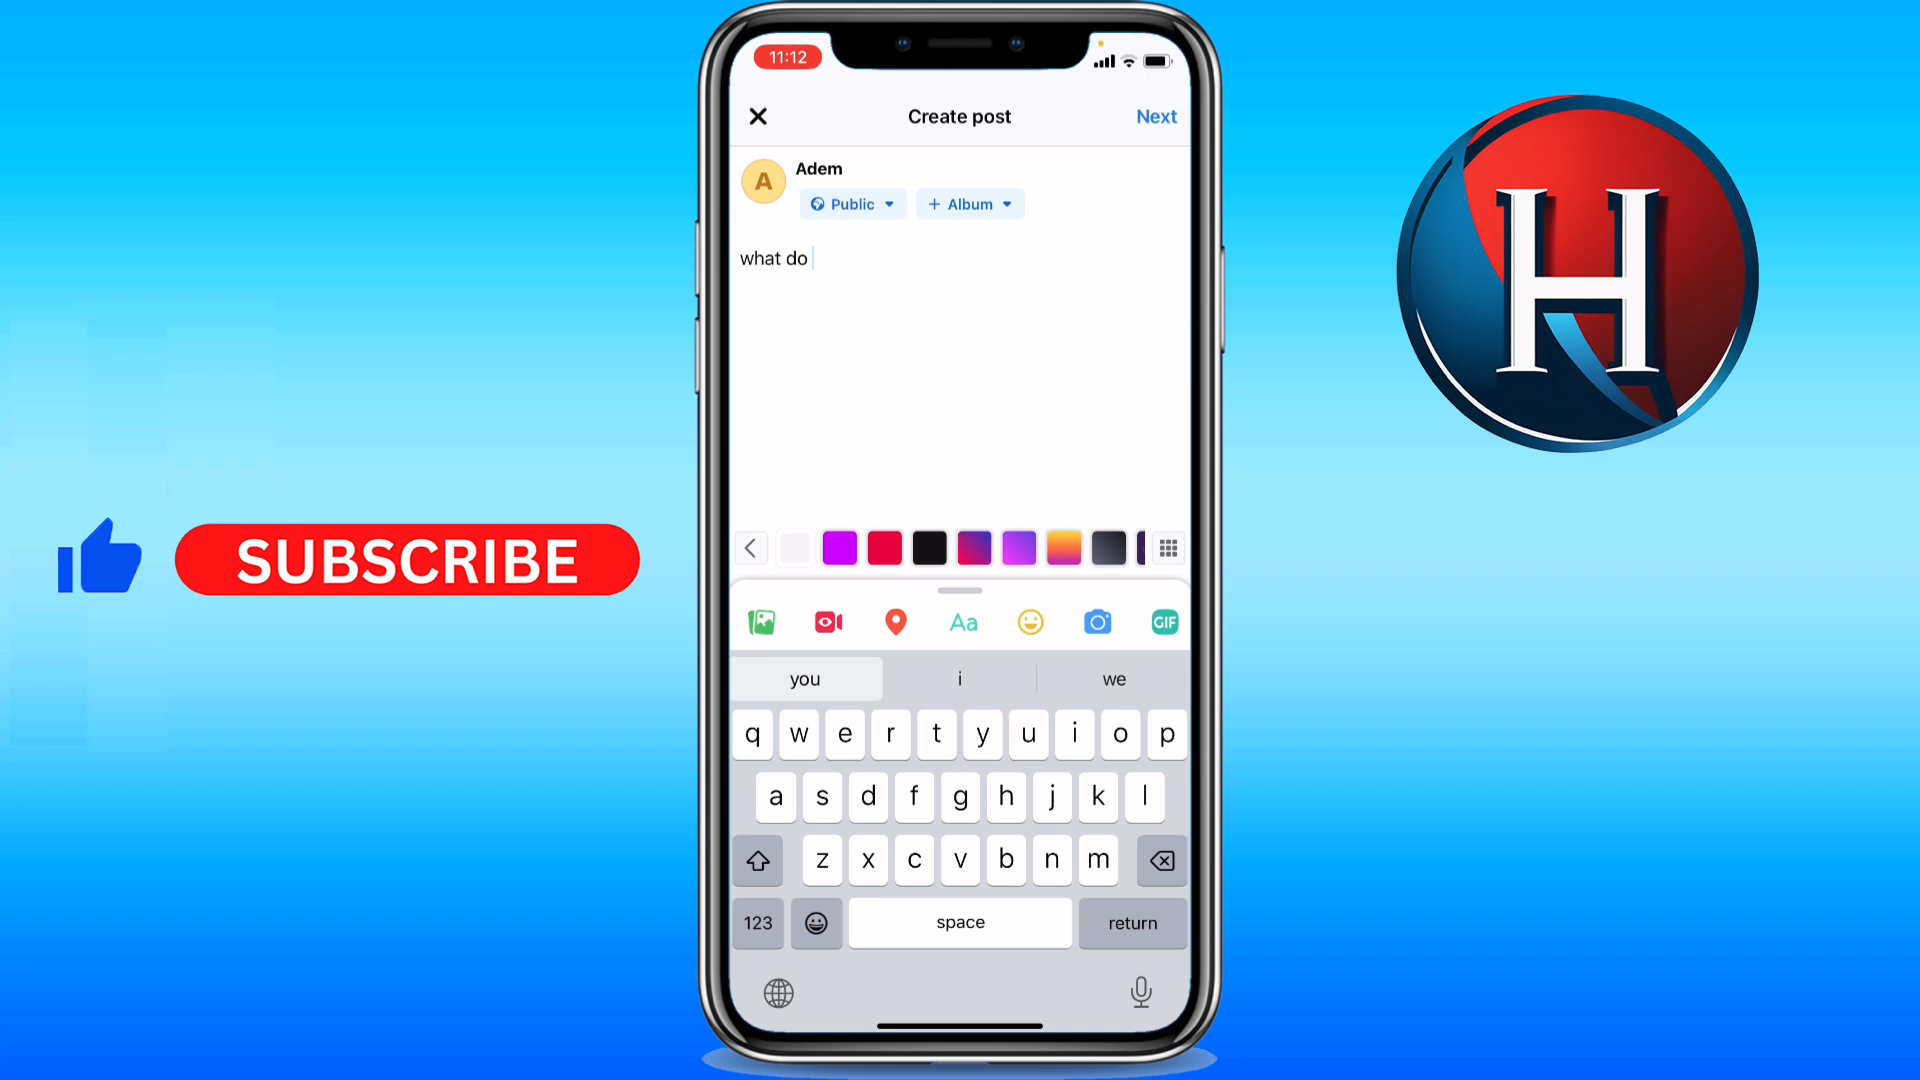 11:12
Create post
Next
A
Adem
Public
+ Album
what do
H
SUBSCRIBE
Aa
GIF
you i we
q w e r t y u i o p
a s d f g h j k l
z x c v b n m
123 space return